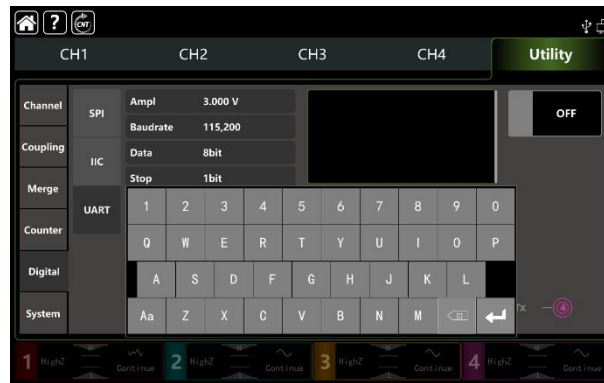 ? CNT
CH1 CH2 CH3 CH4 Utility
Channel
Coupling
Merge
Counter
Digital
System
SPI
IIC
UART
Ampl 3.000 V
Baudrate 115,200
Data 8bit
Stop 1bit
OFF
1 2 3 4 5 6 7 8 9 0
Q W E R T Y U I O P
A S D F G H J K L
Aa Z X C V B N M
TX 4
1 HighZ Continue 2 HighZ Continue 3 HighZ Continue 4 HighZ Continue